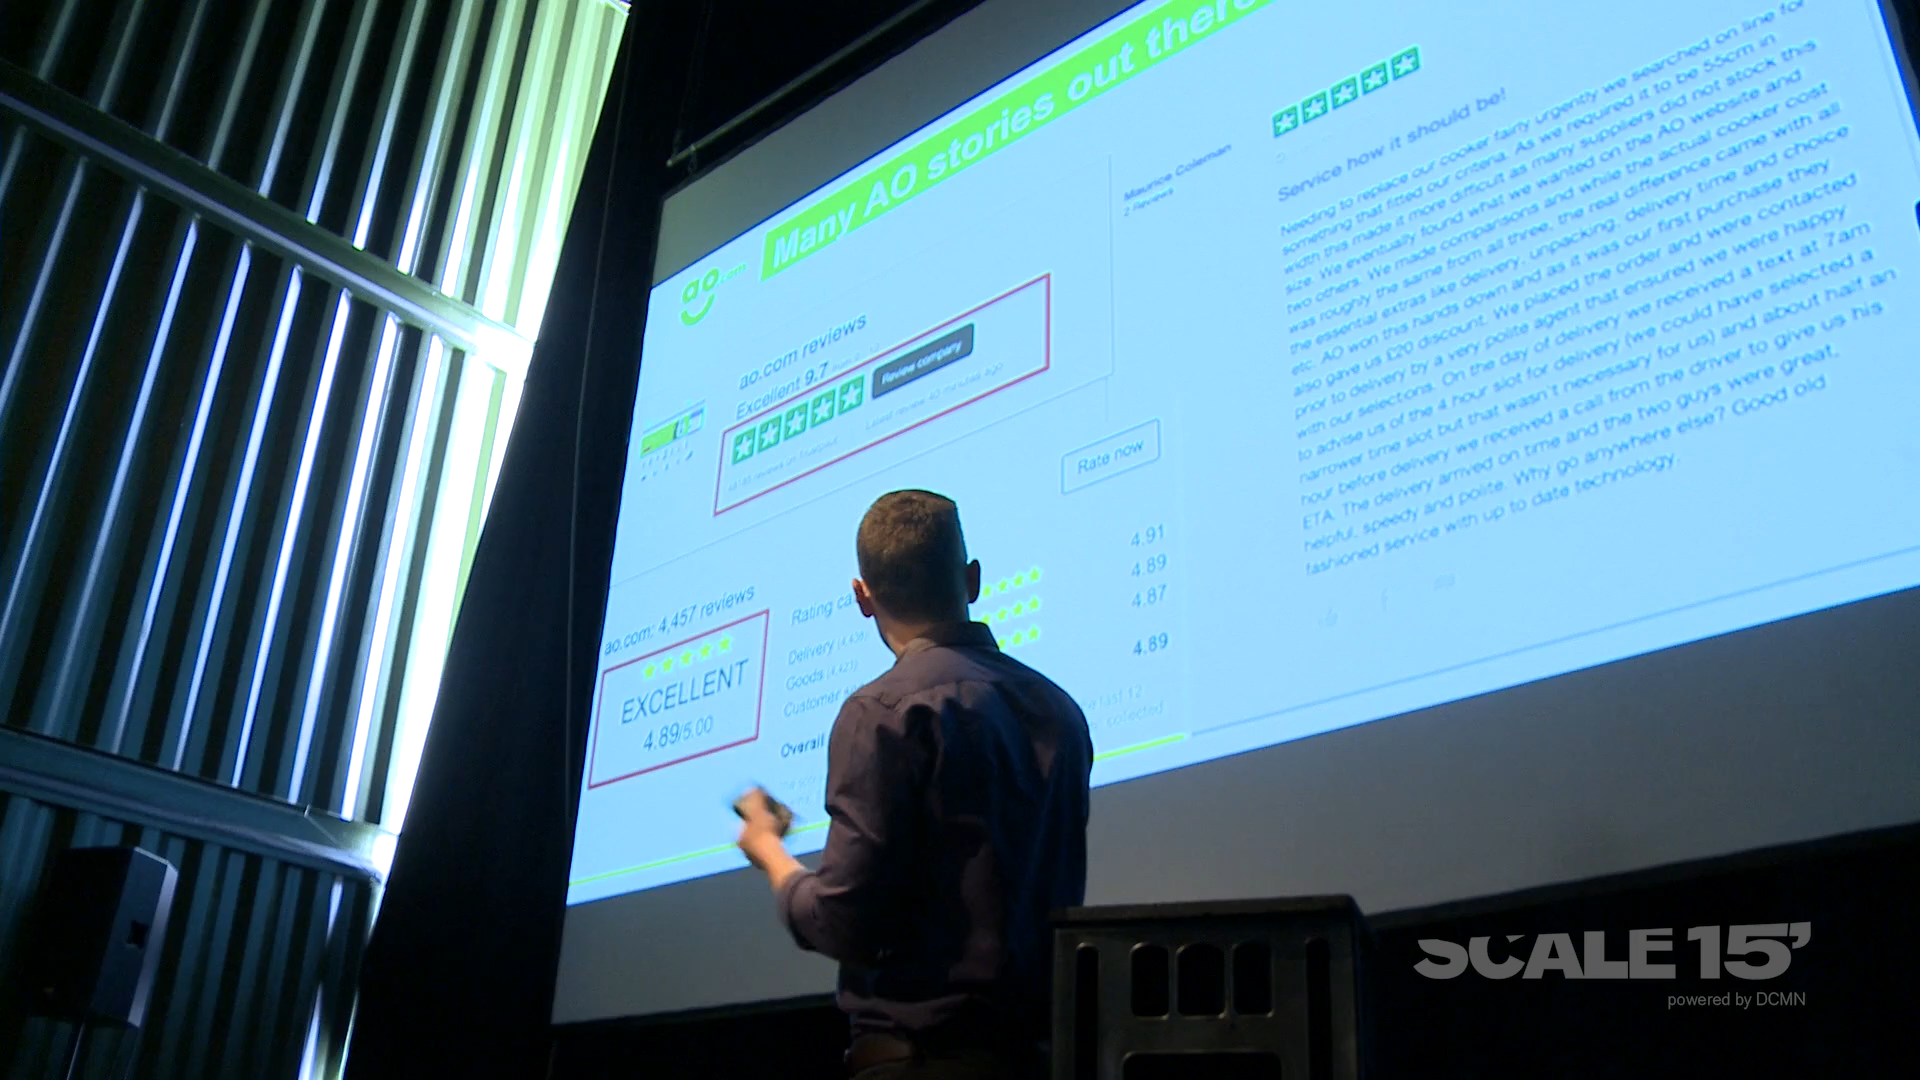 Many AO stories out there
ao.com
ao.com reviews
Excellent 9.7
Review company
Latest review 40 minutes ago
Rate now
ao.com: 4,457 reviews
EXCELLENT
4.89/5.00
Rating ca
Delivery
Goods (4,423)
Customer
Overall
4.91
4.89
4.87
4.89
Maurice Coleman
2 Reviews
Service how it should be!
Needing to replace our cooker fairly urgently we searched on line for
something that fitted our criteria. As we required it to be 55cm in
width this made it more difficult as many suppliers did not stock this
size. We eventually found what we wanted on the AO website and
two others. We made comparisons and while the actual cooker cost
was roughly the same from all three, the real difference came with all
the essential extras like delivery, unpacking, delivery time and choice
etc. AO won this hands down and as it was our first purchase they
also gave us £20 discount. We placed the order and were contacted
prior to delivery by a very polite agent that ensured we were happy
with our selections. On the day of delivery we received a text at 7am
to advise us of the 4 hour slot for delivery (we could have selected a
narrower time slot but that wasn't necessary for us) and about half an
hour before delivery we received a call from the driver to give us his
ETA. The delivery arrived on time and the two guys were great,
helpful, speedy and polite. Why go anywhere else? Good old
fashioned service with up to date technology.
SCALE 15'
powered by DCMN